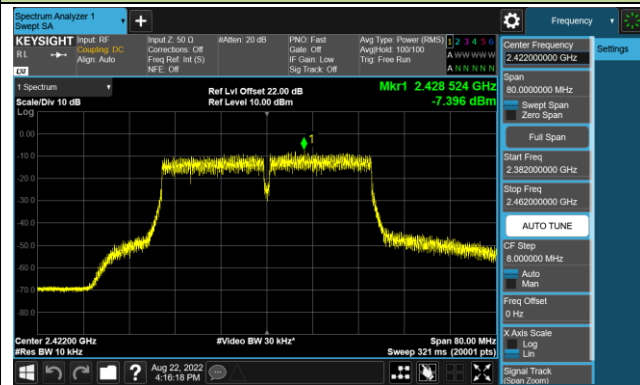 Spectrum Analyzer 1
Swept SA
Frequency
KEYSIGHT
Input: RF
Coupling: DC
Align: Auto
Input Z: 50 Ω
Corrections: Off
Freq Ref: Int (S)
NFE: Off
#Atten: 20 dB
PNO: Fast
Gate: Off
IF Gain: Low
Sig Track: Off
Avg Type: Power (RMS)
Avg|Hold: 100/100
Trig: Free Run
1 2 3 4 5 6
A W W W W W
A N N N N N
R L
LXI
1 Spectrum
Scale/Div 10 dB
Log
Ref Lvl Offset 22.00 dB
Ref Level 10.00 dBm
Mkr1 2.428 524 GHz
-7.396 dBm
1
0.00
-10.0
-20.0
-30.0
-40.0
-50.0
-60.0
-70.0
-80.0
Center 2.42200 GHz
#Res BW 10 kHz
#Video BW 30 kHz*
Span 80.00 MHz
Sweep 321 ms (20001 pts)
Center Frequency
2.422000000 GHz
Settings
Span
80.0000000 MHz
Swept Span
Zero Span
Full Span
Start Freq
2.382000000 GHz
Stop Freq
2.462000000 GHz
AUTO TUNE
CF Step
8.000000 MHz
Auto
Man
Freq Offset
0 Hz
X Axis Scale
Log
Lin
Signal Track
(Span Zoom)
Aug 22, 2022
4:16:18 PM